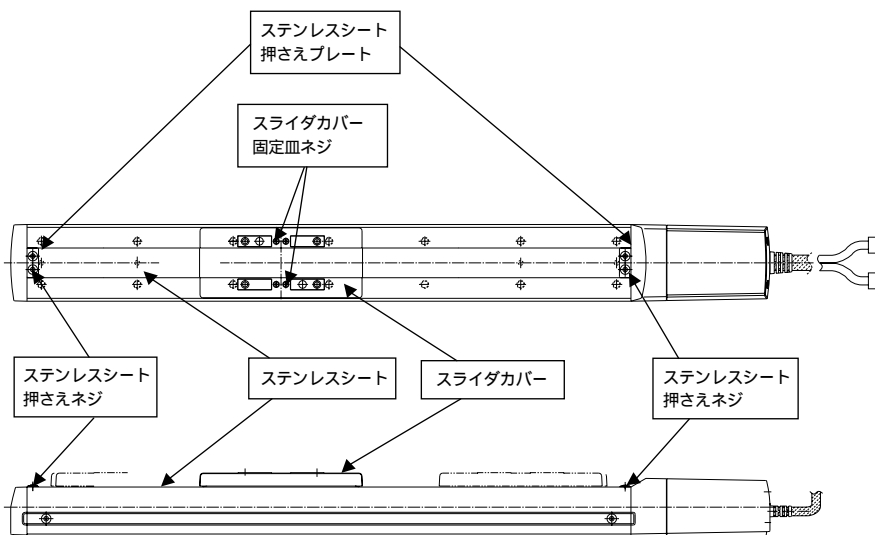 ステンレスシート
押さえプレート
スライダカバー
固定皿ネジ
ステンレスシート
押さえネジ
ステンレスシート
スライダカバー
ステンレスシート
押さえネジ